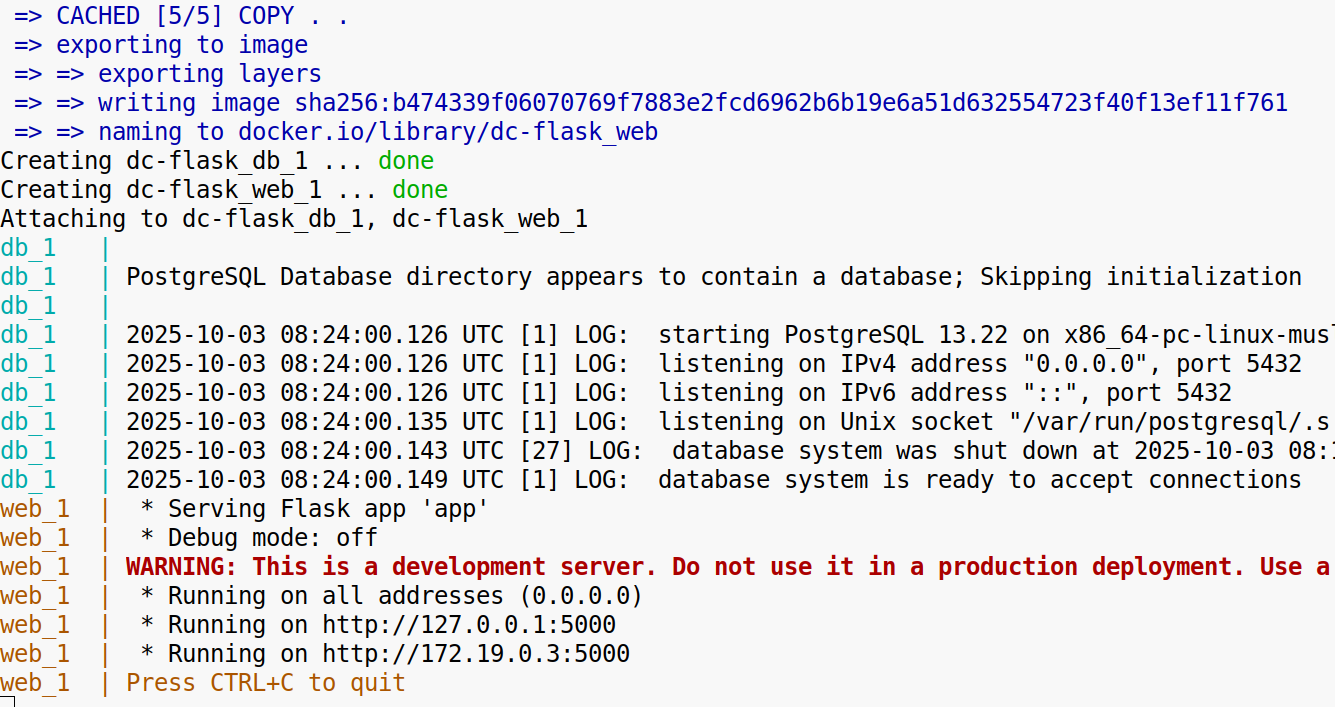 => CACHED [5/5] COPY . .
=> exporting to image
=> => exporting layers
=> => writing image sha256:b474339f06070769f7883e2fcd6962b6b19e6a51d632554723f40f13ef11f761
=> => naming to docker.io/library/dc-flask_web
Creating dc-flask_db_1 ... done
Creating dc-flask_web_1 ... done
Attaching to dc-flask_db_1, dc-flask_web_1
db_1   |
db_1   | PostgreSQL Database directory appears to contain a database; Skipping initialization
db_1   |
db_1   | 2025-10-03 08:24:00.126 UTC [1] LOG:  starting PostgreSQL 13.22 on x86_64-pc-linux-mus
db_1   | 2025-10-03 08:24:00.126 UTC [1] LOG:  listening on IPv4 address "0.0.0.0", port 5432
db_1   | 2025-10-03 08:24:00.126 UTC [1] LOG:  listening on IPv6 address "::", port 5432
db_1   | 2025-10-03 08:24:00.135 UTC [1] LOG:  listening on Unix socket "/var/run/postgresql/.s
db_1   | 2025-10-03 08:24:00.143 UTC [27] LOG:  database system was shut down at 2025-10-03 08:1
db_1   | 2025-10-03 08:24:00.149 UTC [1] LOG:  database system is ready to accept connections
web_1  |  * Serving Flask app 'app'
web_1  |  * Debug mode: off
web_1  | WARNING: This is a development server. Do not use it in a production deployment. Use a
web_1  |  * Running on all addresses (0.0.0.0)
web_1  |  * Running on http://127.0.0.1:5000
web_1  |  * Running on http://172.19.0.3:5000
web_1  | Press CTRL+C to quit